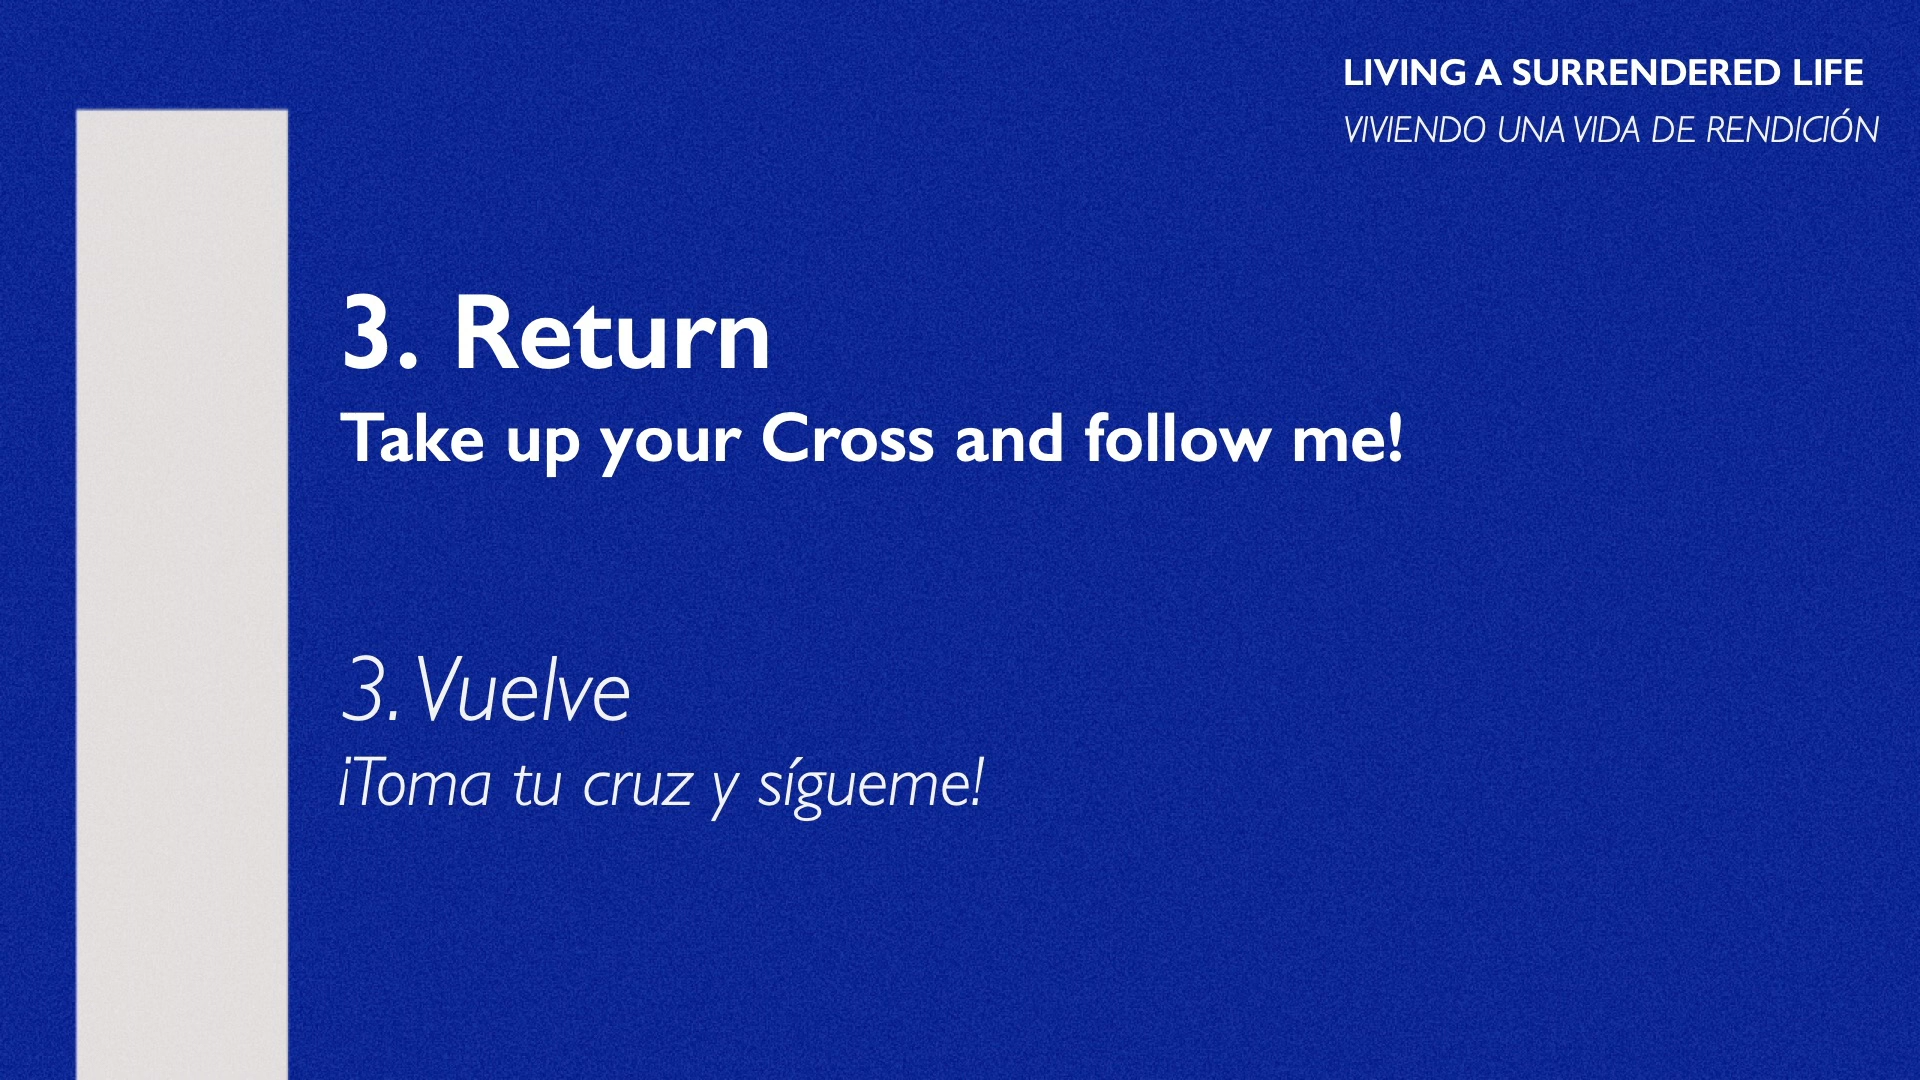 LIVING A SURRENDERED LIFE
VIVIENDO UNA VIDA DE RENDICIÓN
3. Return
Take up your Cross and follow me!
3. Vuelve
¡Toma tu cruz y sígueme!